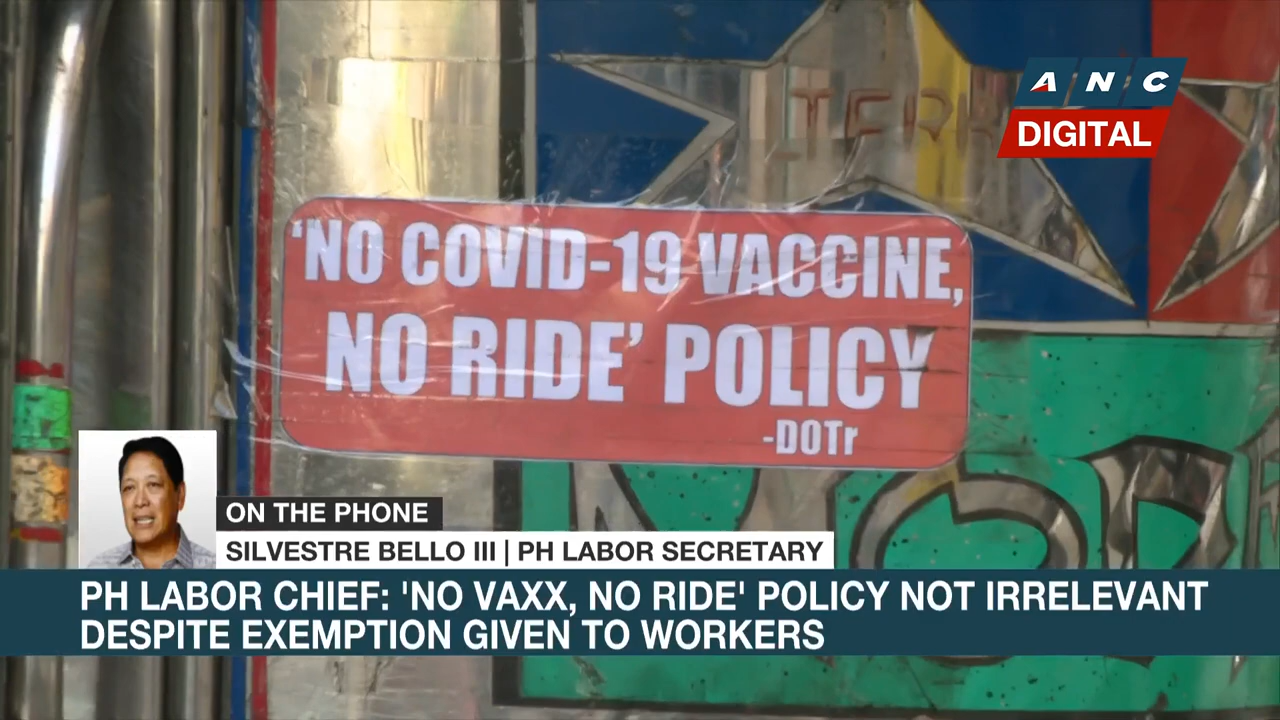 ANC
DIGITAL
'NO COVID-19 VACCINE,
NO RIDE' POLICY
-DOTr
ON THE PHONE
SILVESTRE BELLO III | PH LABOR SECRETARY
PH LABOR CHIEF: 'NO VAXX, NO RIDE' POLICY NOT IRRELEVANT
DESPITE EXEMPTION GIVEN TO WORKERS